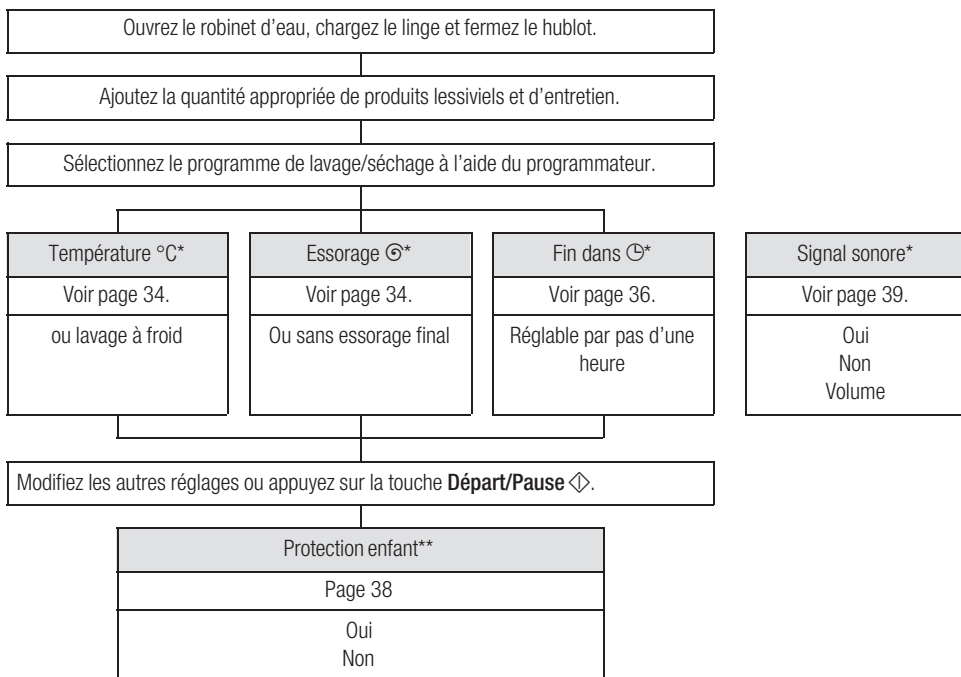 Ouvrez le robinet d’eau, chargez le linge et fermez le hublot.
Ajoutez la quantité appropriée de produits lessiviels et d’entretien.
Sélectionnez le programme de lavage/séchage à l’aide du programmateur.
Température °C*
Voir page 34.
ou lavage à froid
Essorage *
Voir page 34.
Ou sans essorage final
Fin dans *
Voir page 36.
Réglable par pas d’une
heure
Signal sonore*
Voir page 39.
Oui
Non
Volume
Modifiez les autres réglages ou appuyez sur la touche Départ/Pause .
Protection enfant**
Page 38
Oui
Non